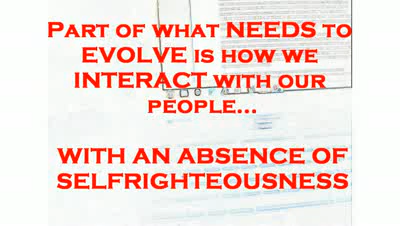 PART OF WHAT NEEDS TO
EVOLVE IS HOW WE
INTERACT WITH OUR
PEOPLE...
WITH AN ABSENCE OF
SELFRIGHTEOUSNESS